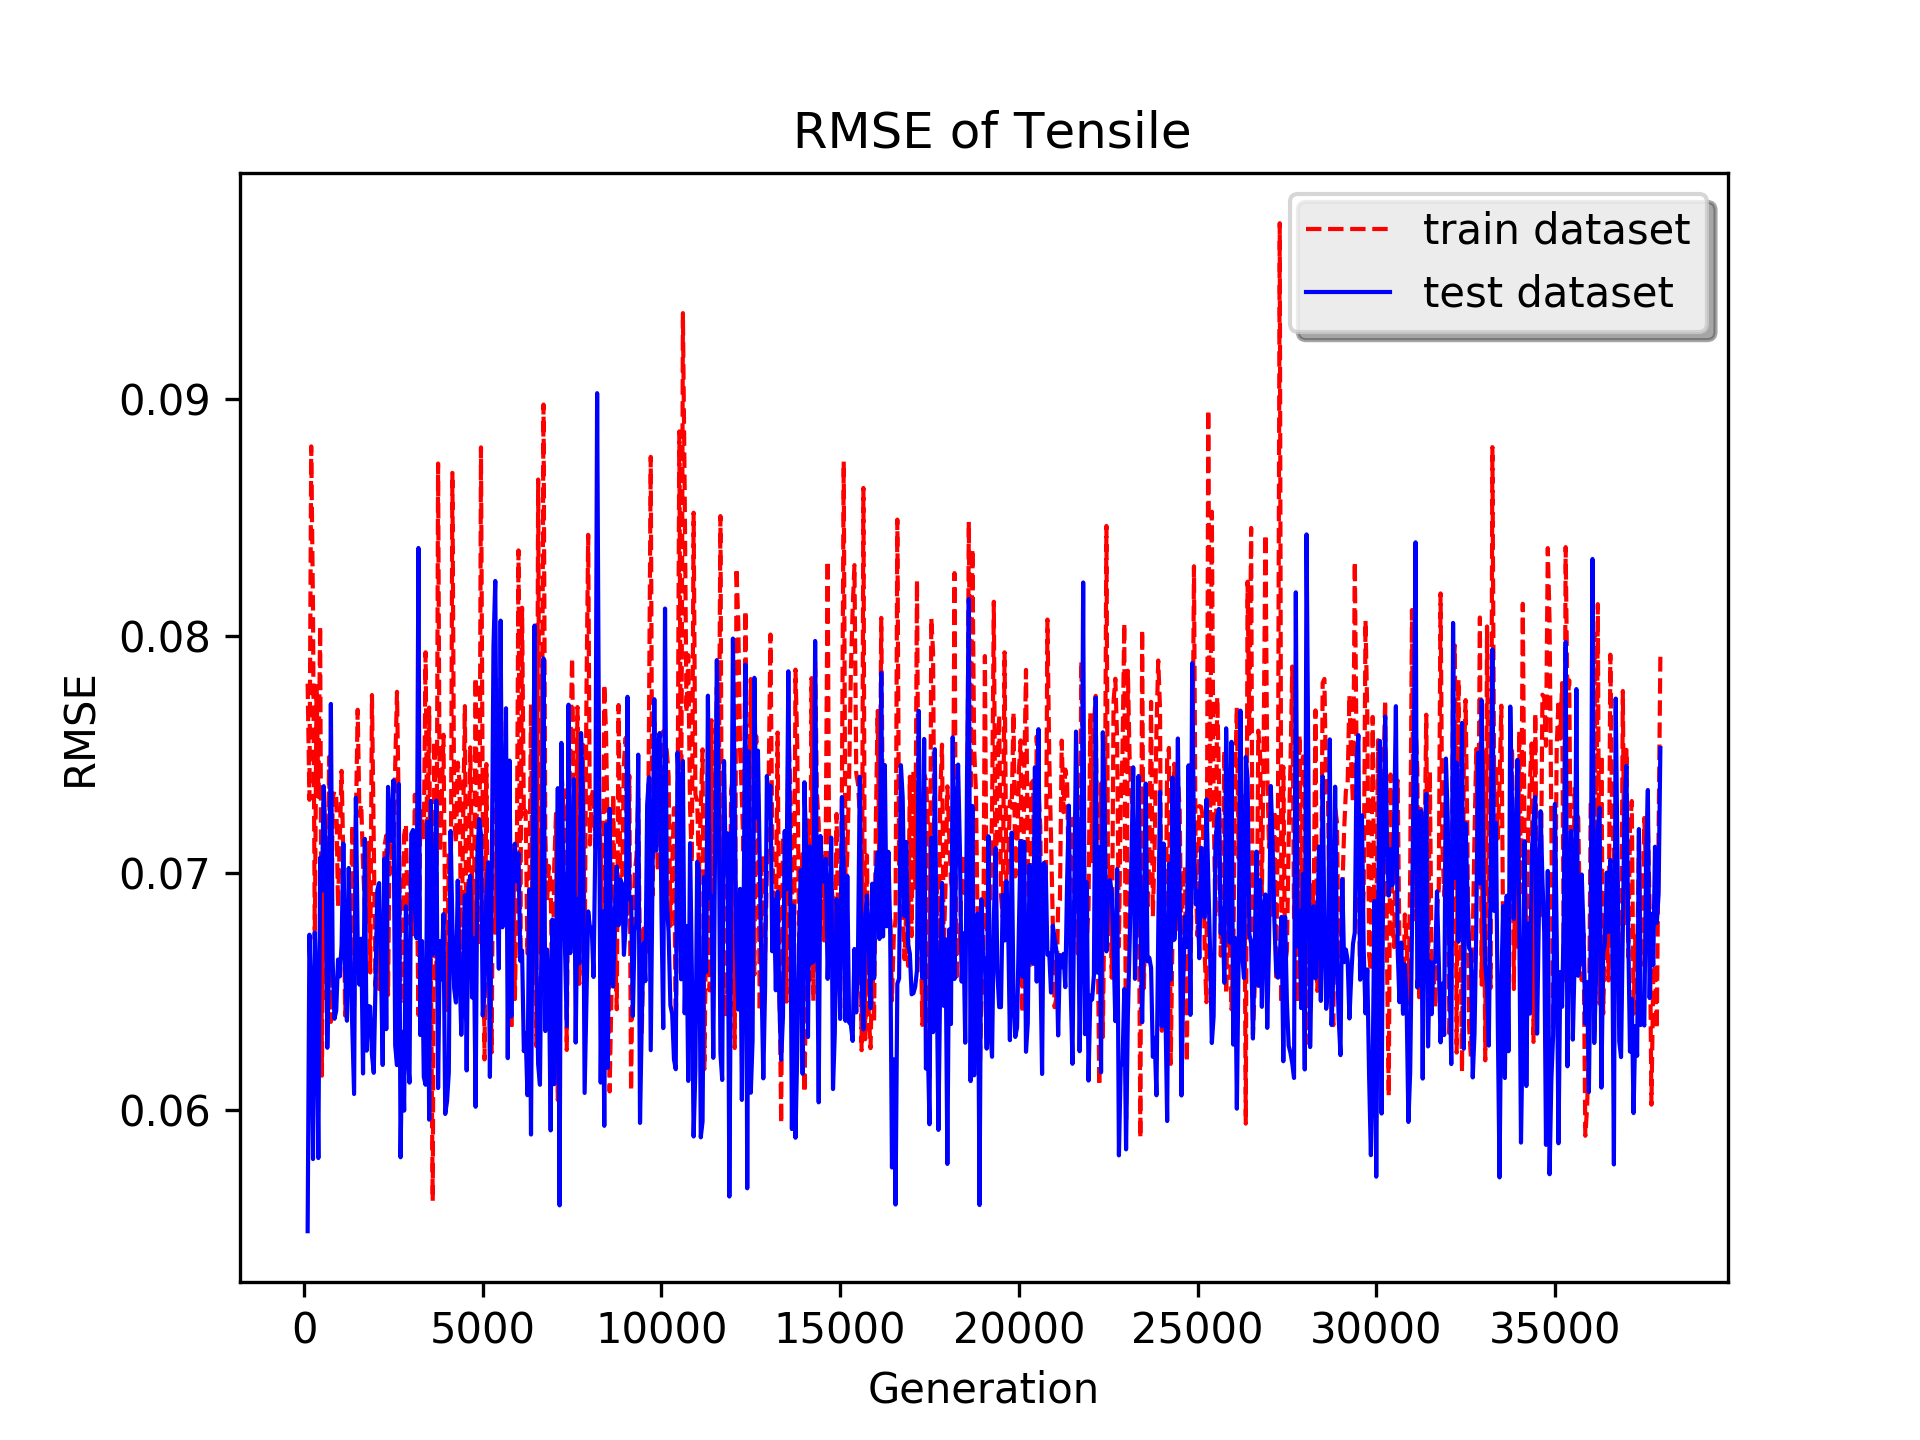 RMSE of Tensile
train dataset
test dataset
RMSE
0.09
0.08
0.07
0.06
0 5000 10000 15000 20000 25000 30000 35000
Generation